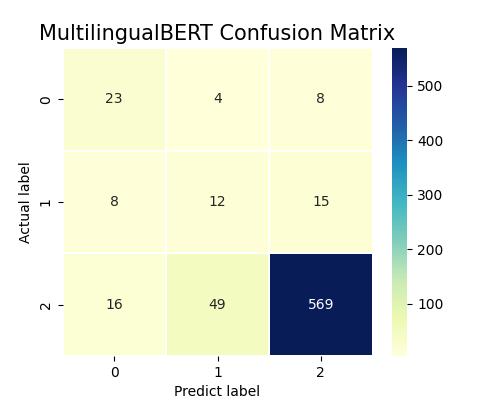 MultilingualBERT Confusion Matrix
Actual label
0 23 4 8
1 8 12 15
2 16 49 569
0 1 2
Predict label
500
400
300
200
100